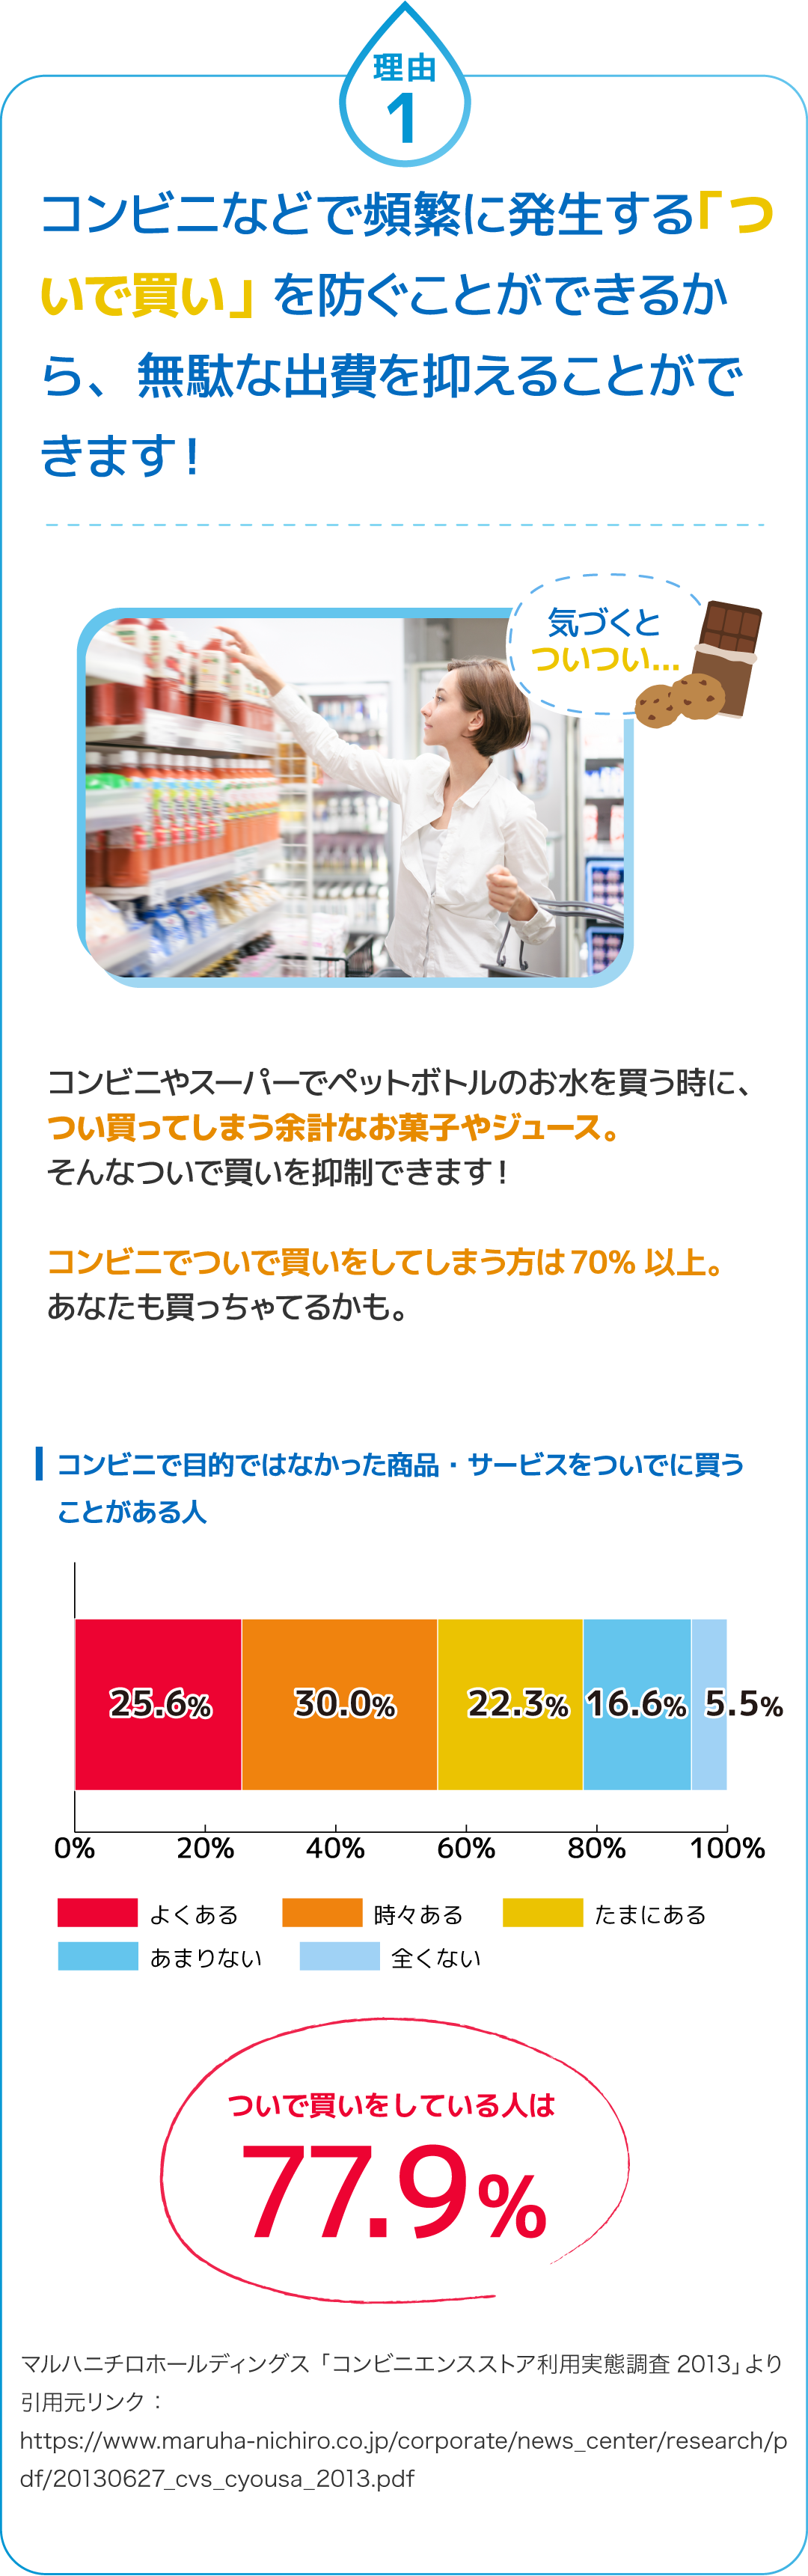 理由
1
コンビニなどで頻繁に発生する「つ
いで買い」を防ぐことができるか
ら、無駄な出費を抑えることがで
きます！
気づくと
ついつい...
コンビニやスーパーでペットボトルのお水を買う時に、
つい買ってしまう余計なお菓子やジュース。
そんなついで買いを抑制できます！
コンビニでついで買いをしてしまう方は70% 以上。
あなたも買っちゃてるかも。
コンビニで目的ではなかった商品・サービスをついでに買う
ことがある人
25.6% 30.0% 22.3% 16.6% 5.5%
0% 20% 40% 60% 80% 100%
よくある 時々ある たまにある
あまりない 全くない
ついで買いをしている人は
77.9%
マルハニチロホールディングス「コンビニエンスストア利用実態調査 2013」より
引用元リンク：
https://www.maruha-nichiro.co.jp/corporate/news_center/research/p
df/20130627_cvs_cyousa_2013.pdf